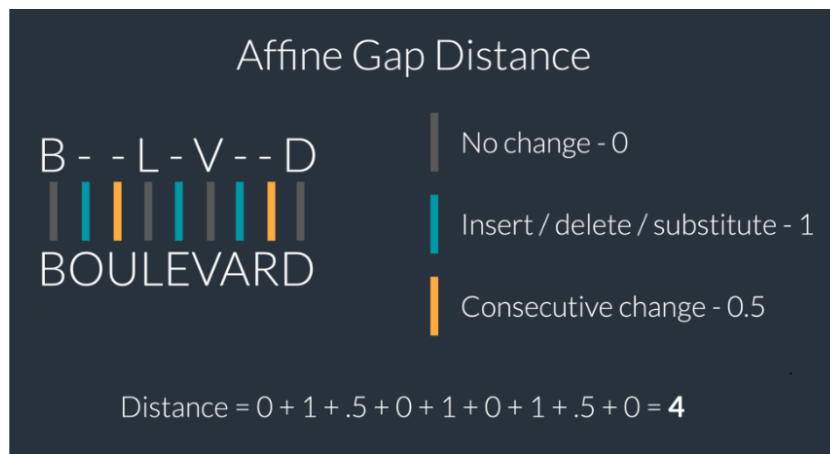 Affine Gap Distance
B - - L - V - - D
BOULEVARD
No change - 0
Insert / delete / substitute - 1
Consecutive change - 0.5
Distance = 0 + 1 + .5 + 0 + 1 + 0 + 1 + .5 + 0 = 4